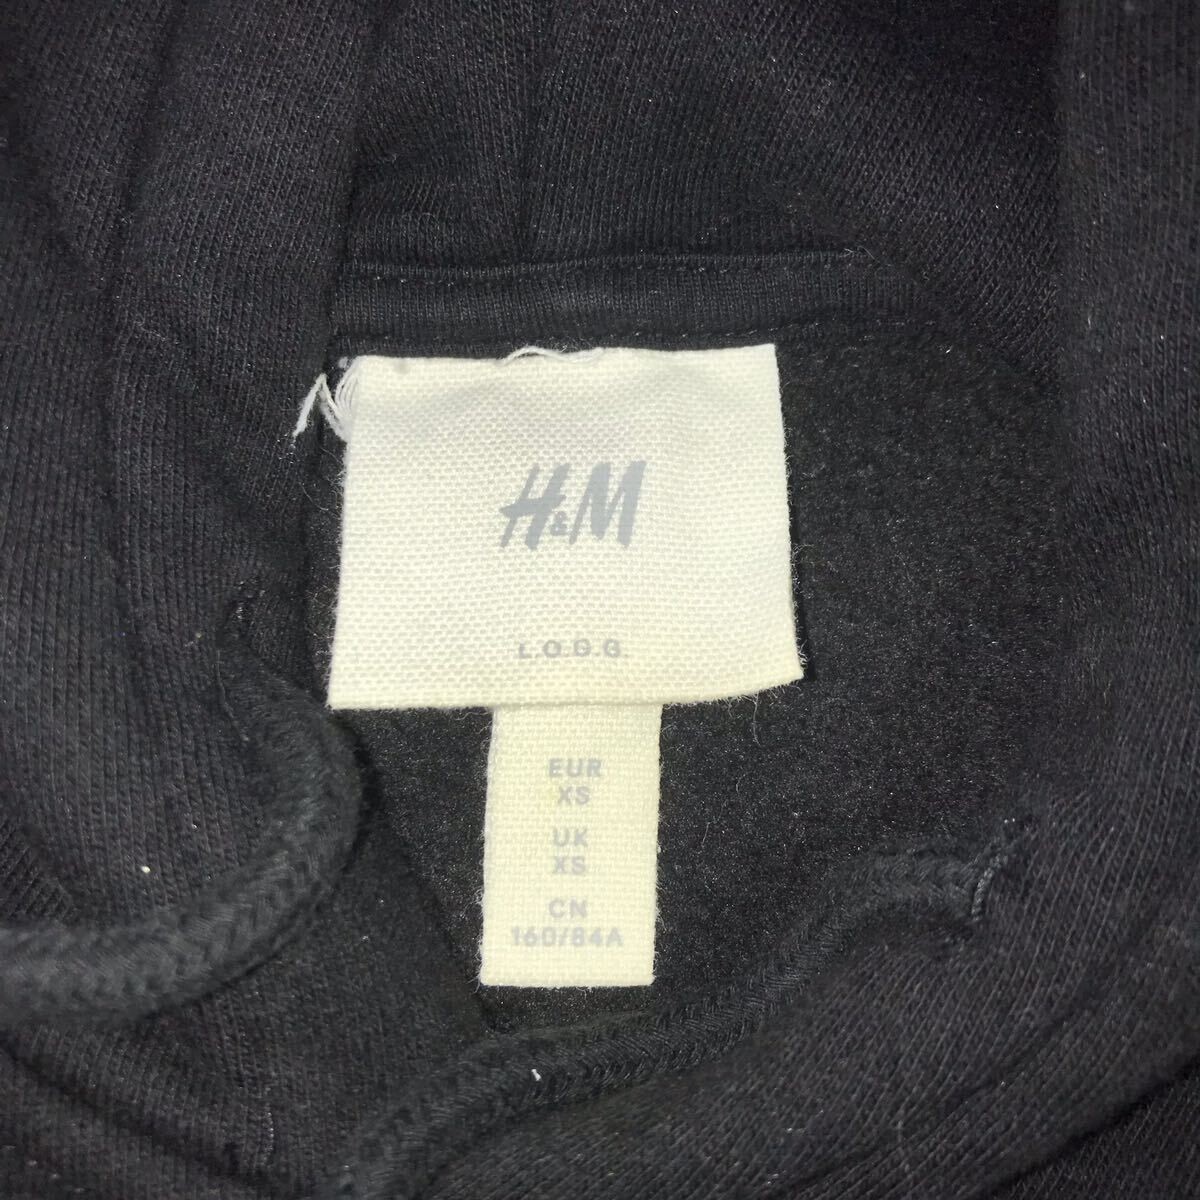 H&M
L.O.G.G.
EUR
XS
UK
XS
CN
160/84A